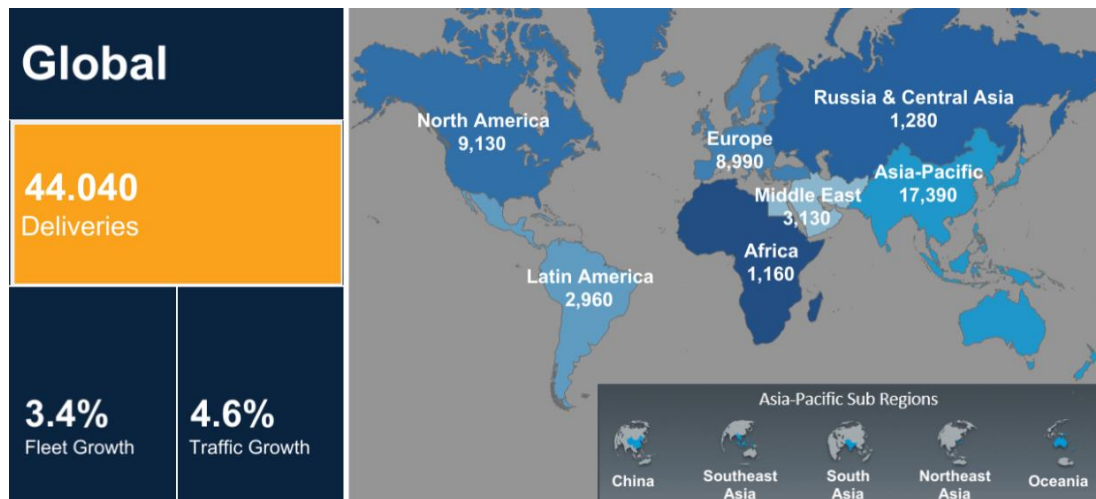 Global
44.040
Deliveries
3.4%
Fleet Growth
4.6%
Traffic Growth
North America
9,130
Latin America
2,960
Europe
8,990
Africa
1,160
Middle East
3,130
Russia & Central Asia
1,280
Asia-Pacific
17,390
Asia-Pacific Sub Regions
China
Southeast
Asia
South
Asia
Northeast
Asia
Oceania